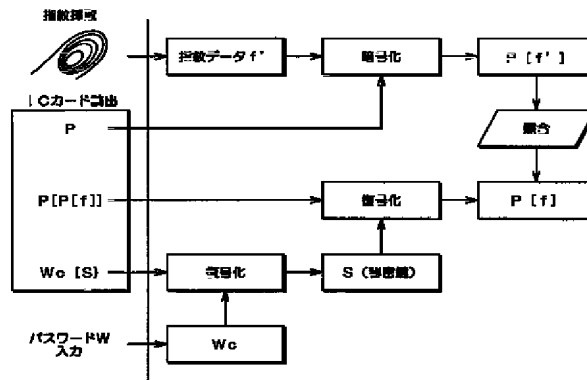 指紋採取
指紋データf'
暗号化
P[f']
ICカード読出
P
照合
P[P[f]]
復号化
P[f]
Wc[S]
復号化
S(秘密鍵)
パスワードW
入力
Wc